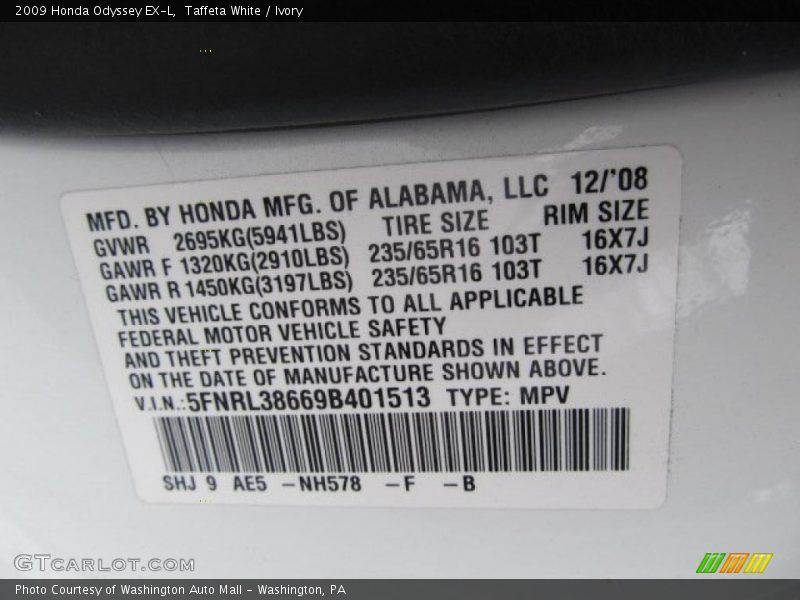 2009 Honda Odyssey EX-L, Taffeta White / Ivory
MFD. BY HONDA MFG. OF ALABAMA, LLC 12/'08
GVWR 2695KG(5941LBS) TIRE SIZE RIM SIZE
GAWR F 1320KG(2910LBS) 235/65R16 103T 16X7J
GAWR R 1450KG(3197LBS) 235/65R16 103T 16X7J
THIS VEHICLE CONFORMS TO ALL APPLICABLE
FEDERAL MOTOR VEHICLE SAFETY
AND THEFT PREVENTION STANDARDS IN EFFECT
ON THE DATE OF MANUFACTURE SHOWN ABOVE.
V.I.N.:5FNRL38669B401513 TYPE: MPV
SHJ 9 AE5 -NH578 -F -B
GTCARLOT.COM
Photo Courtesy of Washington Auto Mall - Washington, PA